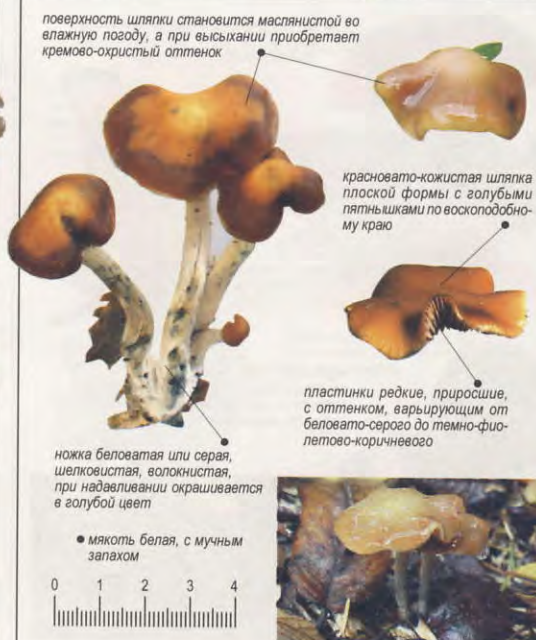 поверхность шляпки становится маслянистой во
влажную погоду, а при высыхании приобретает
кремово-охристый оттенок
красновато-кожистая шляпка
плоской формы с голубыми
пятнышками по воскоподобно-
му краю
пластинки редкие, приросшие,
с оттенком, варьирующим от
беловато-серого до темно-фио-
летово-коричневого
ножка беловатая или серая,
шелковистая, волокнистая,
при надавливании окрашивается
в голубой цвет
• мякоть белая, с мучным
запахом
0 1 2 3 4